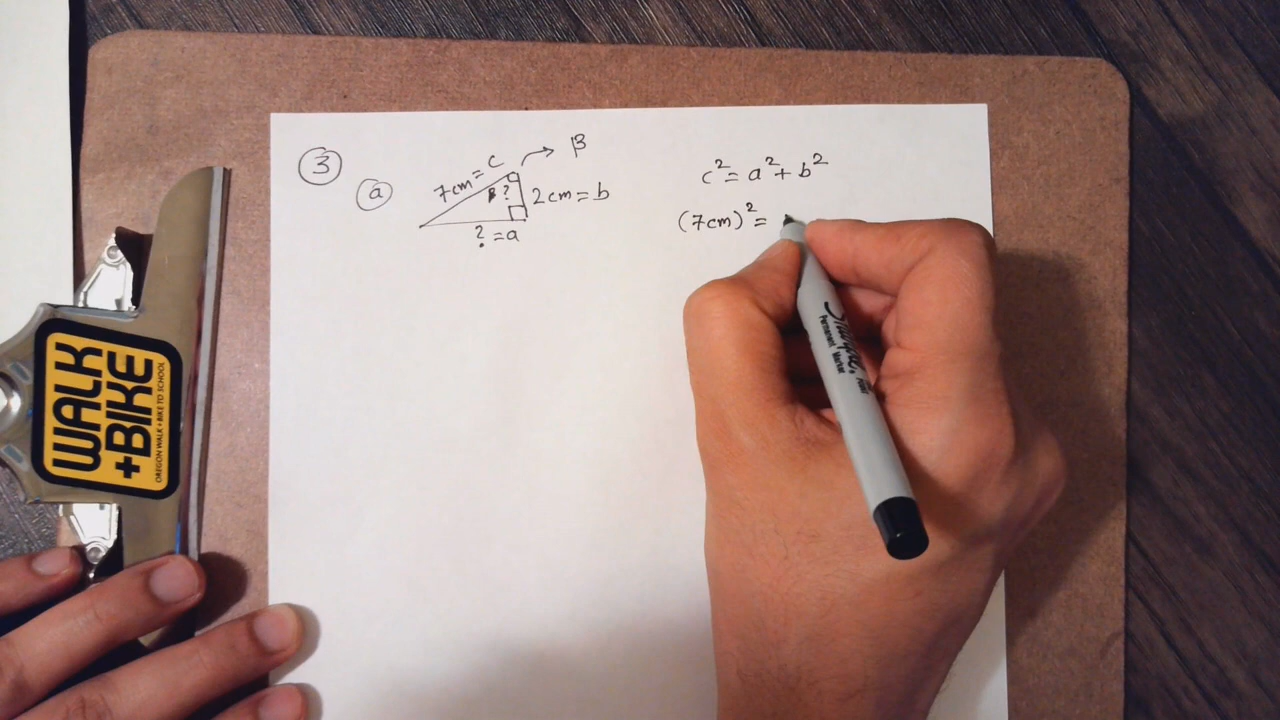 3
a
7cm = c
β
β ?
2cm = b
? = a
c² = a² + b²
(7cm)² =
WALK
+BIKE
OREGON WALK+BIKE TO SCHOOL
Sharpie.
Permanent Marker